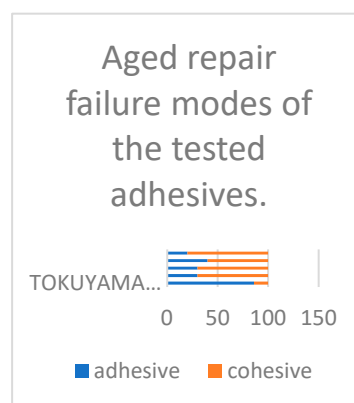 Aged repair
failure modes of
the tested
adhesives.
TOKUYAMA...
0 50 100 150
adhesive cohesive